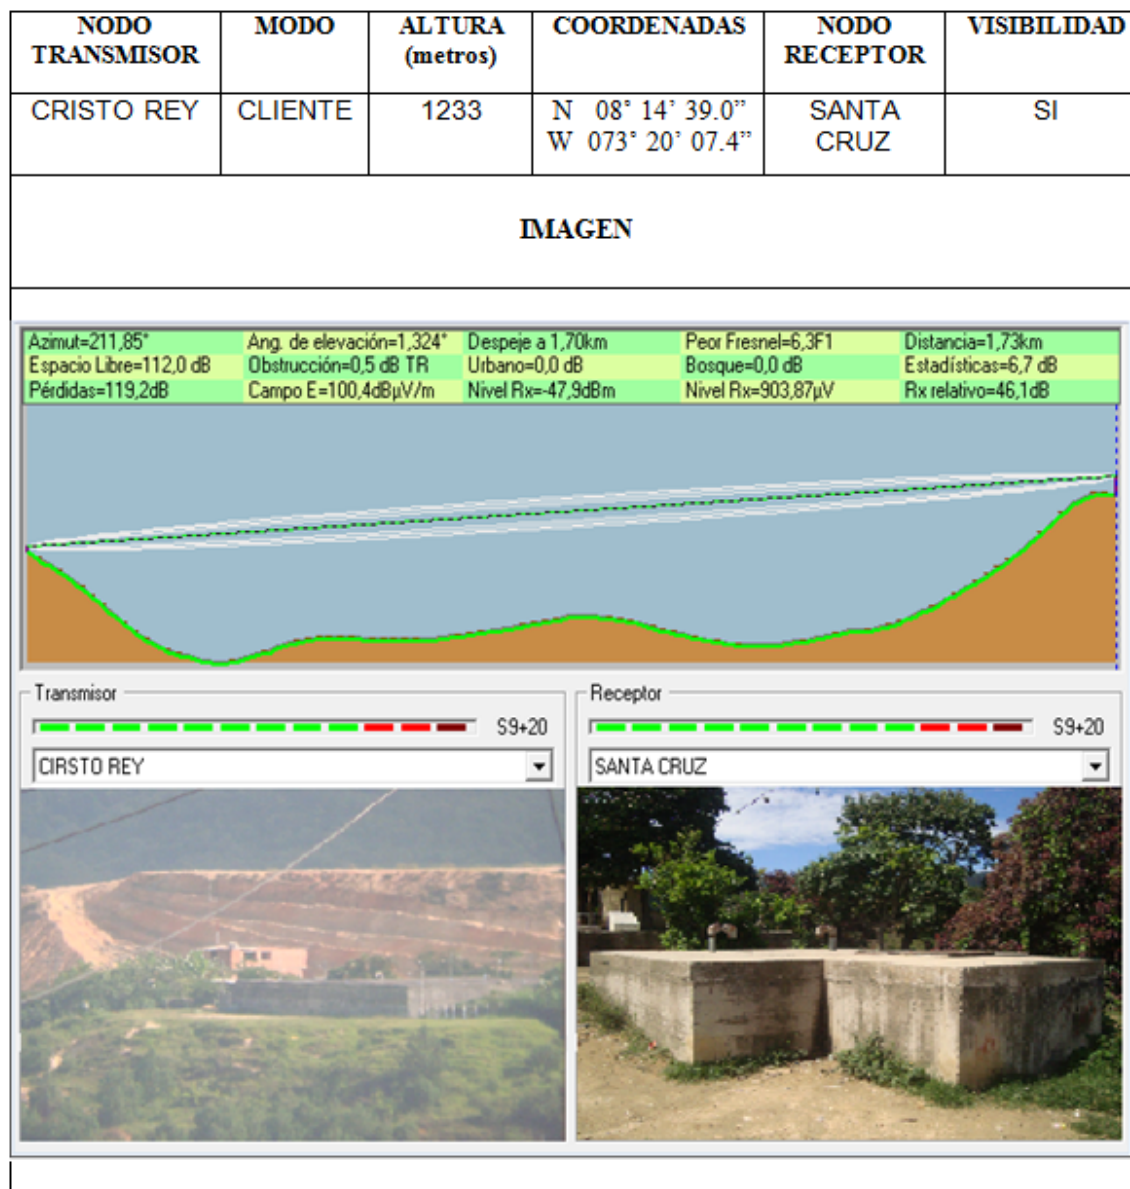 NODO TRANSMISOR
MODO
ALTURA (metros)
COORDENADAS
NODO RECEPTOR
VISIBILIDAD
CRISTO REY
CLIENTE
1233
N 08° 14’ 39.0”
W 073° 20’ 07.4”
SANTA CRUZ
SI
IMAGEN
Azimut=211,85° Ang. de elevación=1,324° Despeje a 1,70km Peor Fresnel=6,3F1 Distancia=1,73km
Espacio Libre=112,0 dB Obstrucción=0,5 dB TR Urbano=0,0 dB Bosque=0,0 dB Estadísticas=6,7 dB
Pérdidas=119,2dB Campo E=100,4dBµV/m Nivel Rx=-47,9dBm Nivel Rx=903,87µV Rx relativo=46,1dB
Transmisor
S9+20
CIRSTO REY
Receptor
S9+20
SANTA CRUZ